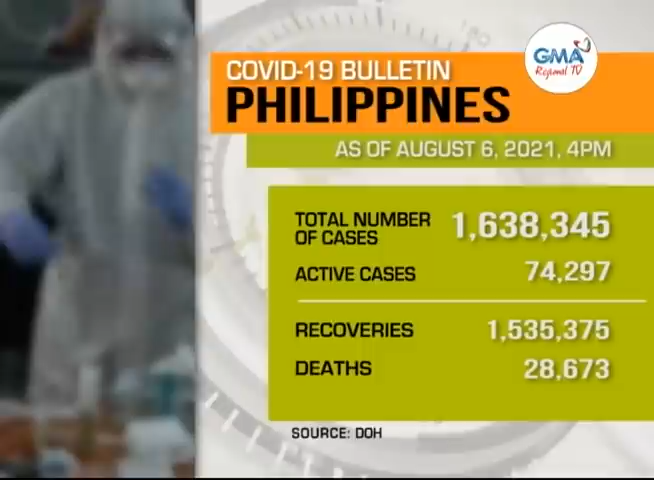 GMA
Regional TV
COVID-19 BULLETIN
PHILIPPINES
AS OF AUGUST 6, 2021, 4PM
TOTAL NUMBER
OF CASES 1,638,345
ACTIVE CASES 74,297
RECOVERIES 1,535,375
DEATHS 28,673
SOURCE: DOH